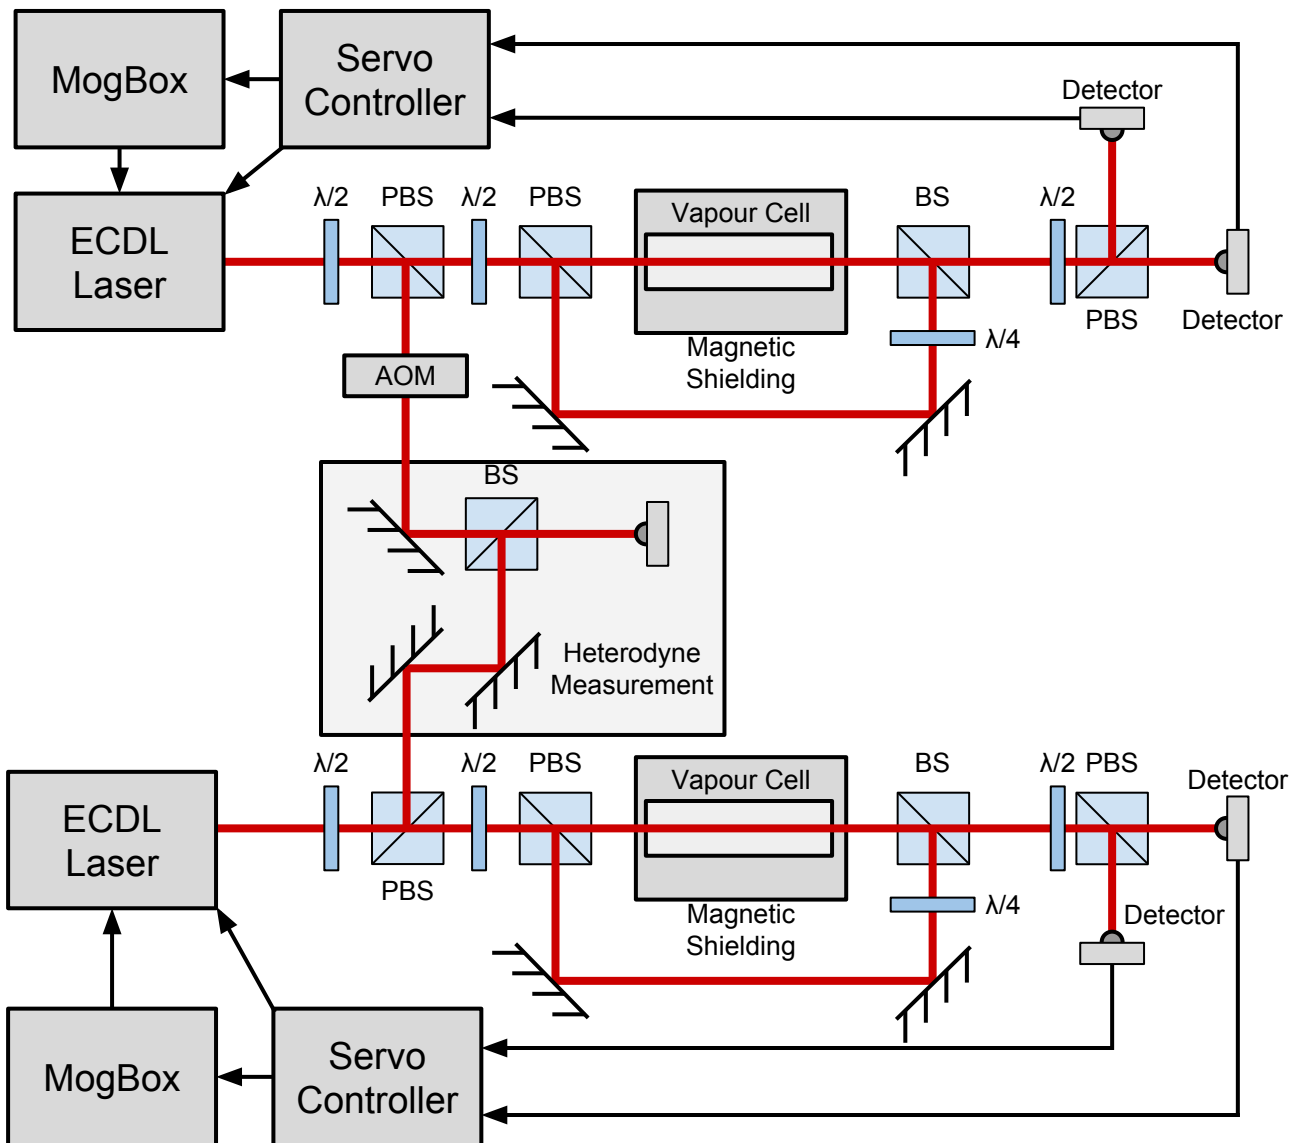 MogBox
Servo
Controller
Detector
ECDL
Laser
λ/2
PBS
λ/2
PBS
Vapour Cell
BS
λ/2
PBS
Detector
Magnetic
Shielding
λ/4
AOM
BS
Heterodyne
Measurement
λ/2
λ/2
PBS
Vapour Cell
BS
λ/2
PBS
Detector
ECDL
Laser
PBS
Magnetic
Shielding
λ/4
Detector
MogBox
Servo
Controller